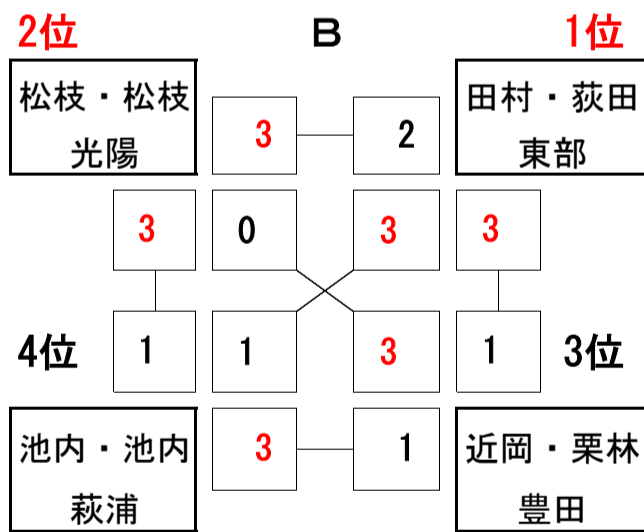 2位 B 1位
松枝・松枝
光陽
田村・荻田
東部
3 2
3 0 3 3
4位 1 1 3 1 3位
池内・池内
萩浦
3 1
近岡・栗林
豊田